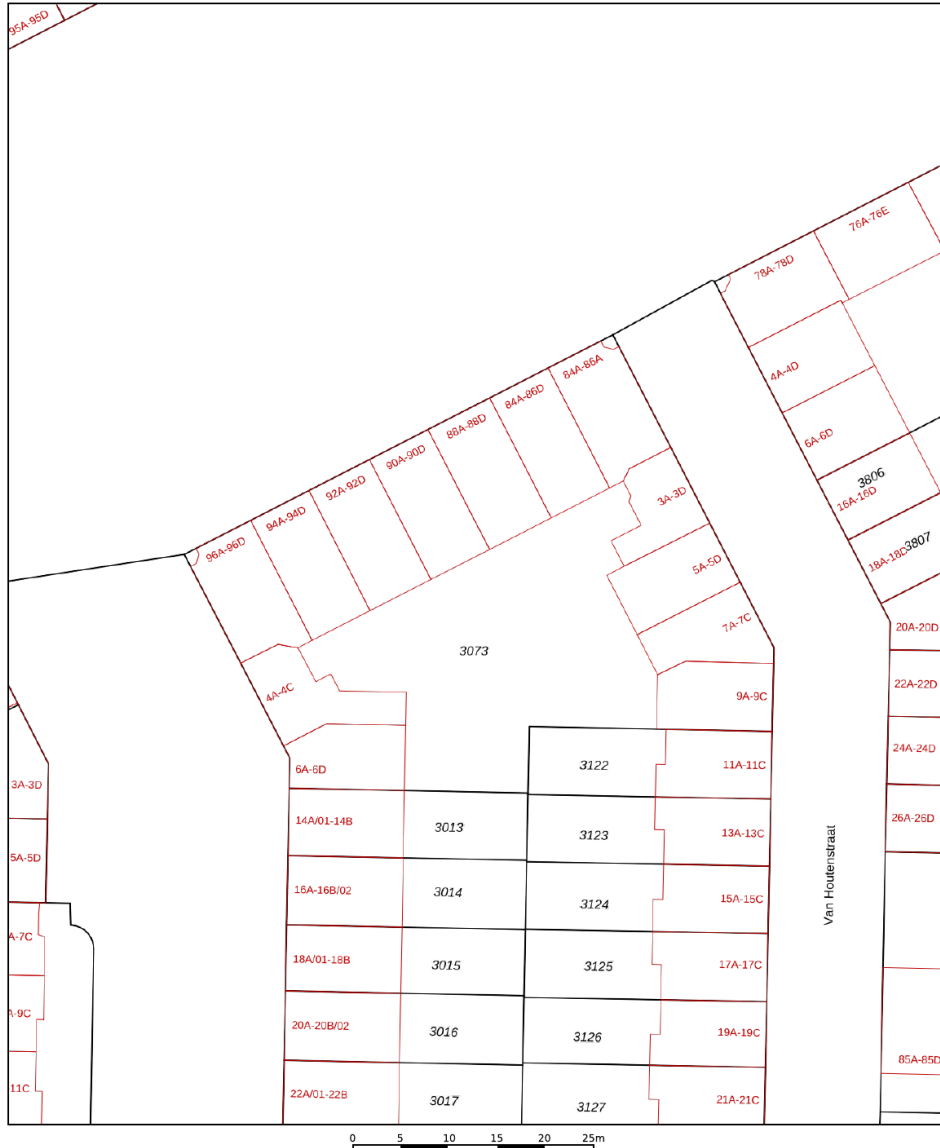 95A-95D
76A-76E
78A-78D
84A-86A
4A-4D
84A-86D
88A-88D
6A-6D
90A-90D
3806
92A-92D
3A-3D
16A-16D
94A-94D
3807
96A-96D
18A-18D
5A-5D
7A-7C
20A-20D
3073
22A-22D
4A-4C
9A-9C
24A-24D
3122
11A-11C
6A-6D
3A-3D
26A-26D
14A/01-14B
3013
3123
13A-13C
5A-5D
Van Houtenstraat
16A-16B/02
3014
3124
15A-15C
A-7C
18A/01-18B
3015
3125
17A-17C
A-9C
20A-20B/02
3016
3126
19A-19C
85A-85D
11C
22A/01-22B
3017
3127
21A-21C
0 5 10 15 20 25m